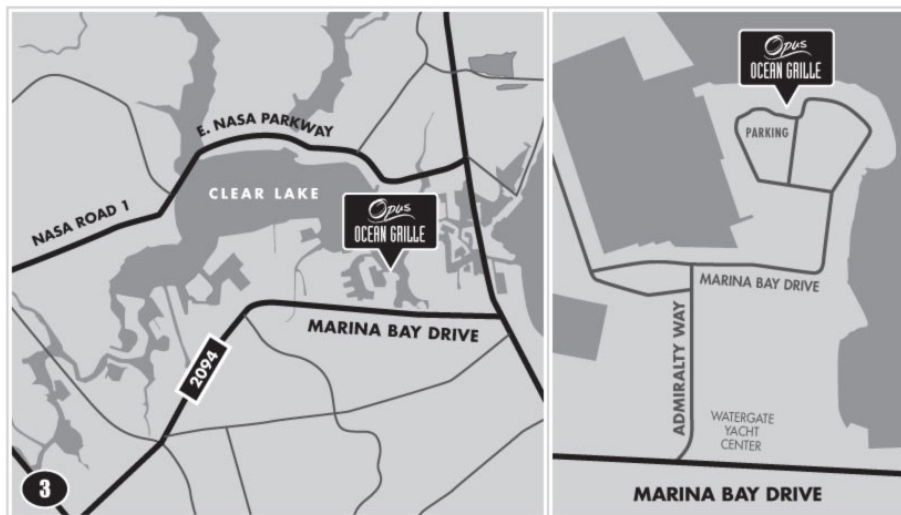 E. NASA PARKWAY
CLEAR LAKE
NASA ROAD 1
Opus
OCEAN GRILLE
MARINA BAY DRIVE
2094
3
Opus
OCEAN GRILLE
PARKING
MARINA BAY DRIVE
ADMIRALTY WAY
WATERGATE
YACHT
CENTER
MARINA BAY DRIVE